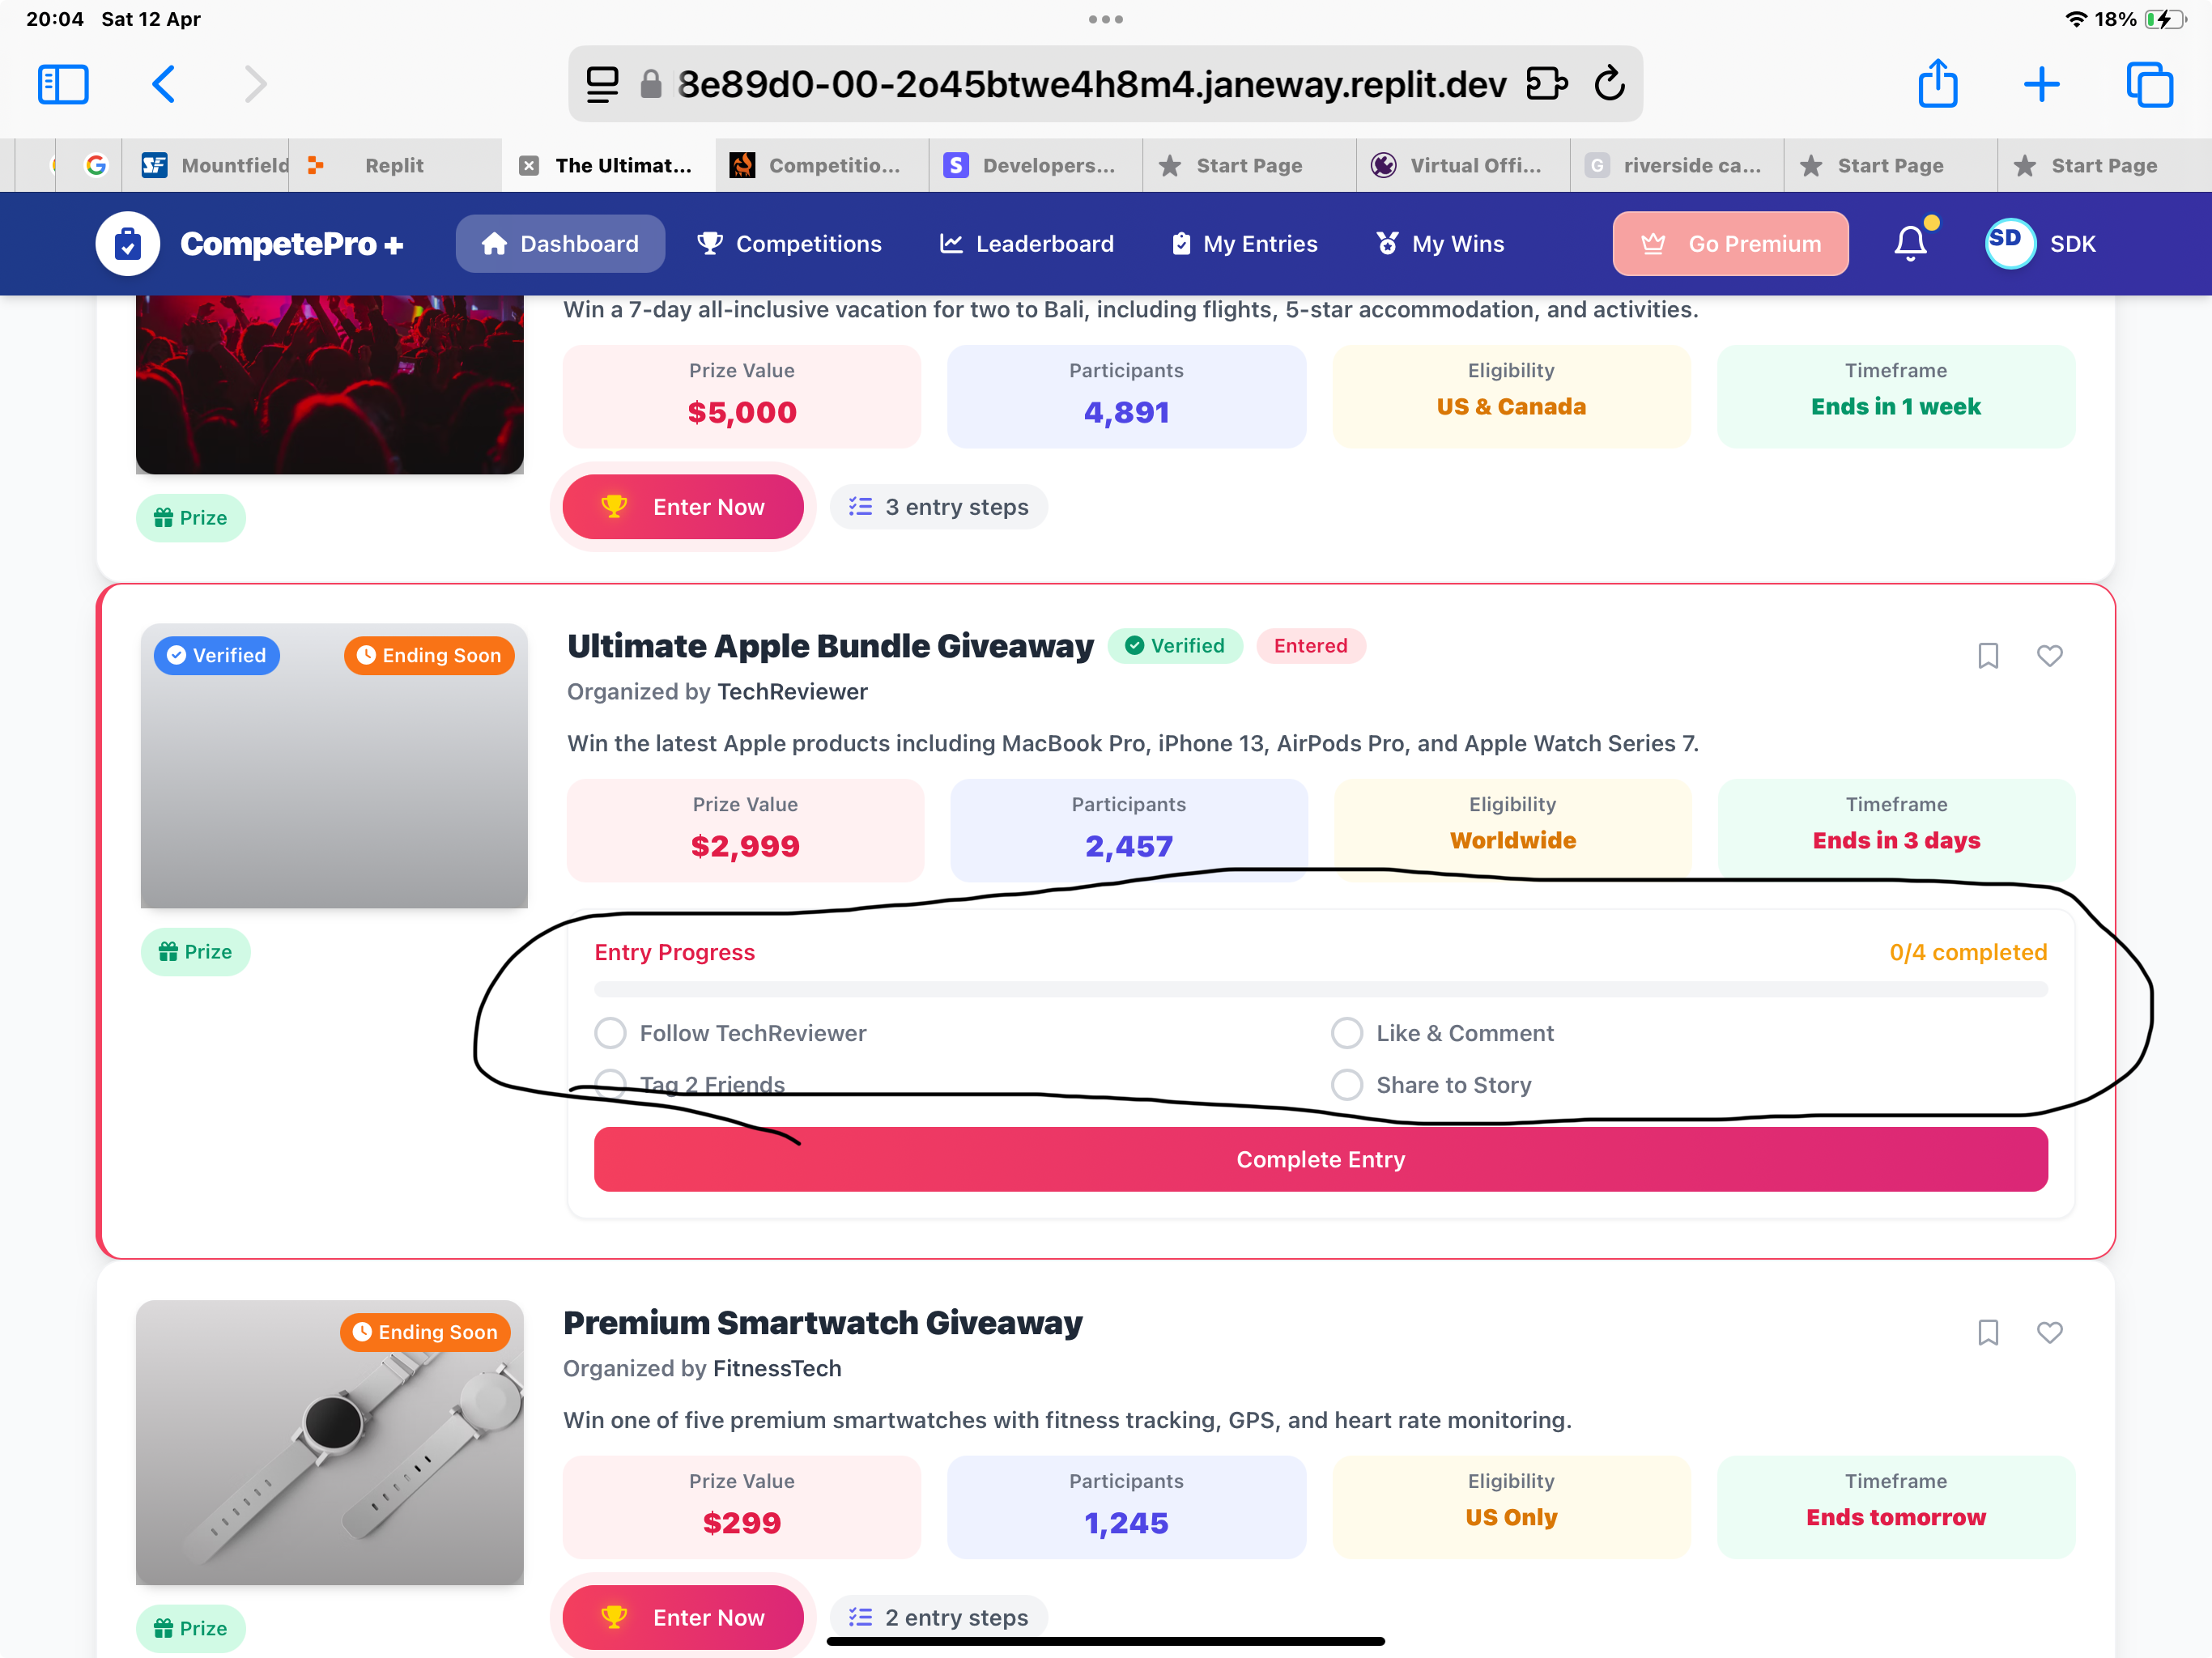 20:04 Sat 12 Apr
18%
8e89d0-00-2o45btwe4h8m4.janeway.replit.dev
Mountfield
Replit
The Ultimat...
Competitio...
Developers...
Start Page
Virtual Offi...
riverside ca...
Start Page
Start Page
CompetePro +
Dashboard
Competitions
Leaderboard
My Entries
My Wins
Go Premium
SD
SDK
Win a 7-day all-inclusive vacation for two to Bali, including flights, 5-star accommodation, and activities.
Prize Value
$5,000
Participants
4,891
Eligibility
US & Canada
Timeframe
Ends in 1 week
Prize
Enter Now
3 entry steps
Verified
Ending Soon
Prize
Ultimate Apple Bundle Giveaway
Verified
Entered
Organized by TechReviewer
Win the latest Apple products including MacBook Pro, iPhone 13, AirPods Pro, and Apple Watch Series 7.
Prize Value
$2,999
Participants
2,457
Eligibility
Worldwide
Timeframe
Ends in 3 days
Entry Progress
0/4 completed
Follow TechReviewer
Like & Comment
Tag 2 Friends
Share to Story
Complete Entry
Ending Soon
Prize
Premium Smartwatch Giveaway
Organized by FitnessTech
Win one of five premium smartwatches with fitness tracking, GPS, and heart rate monitoring.
Prize Value
$299
Participants
1,245
Eligibility
US Only
Timeframe
Ends tomorrow
Enter Now
2 entry steps